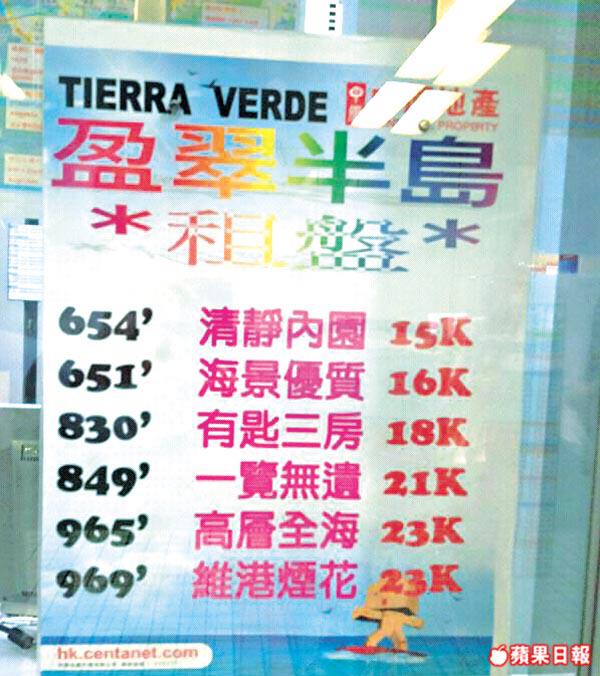 TIERRA VERDE
地產
PROPERTY
盈翠半島
*租盤*
654' 清靜內園 15K
651' 海景優質 16K
830' 有匙三房 18K
849' 一覽無遺 21K
965' 高層全海 23K
969' 維港煙花 23K
hk.centanet.com
蘋果日報